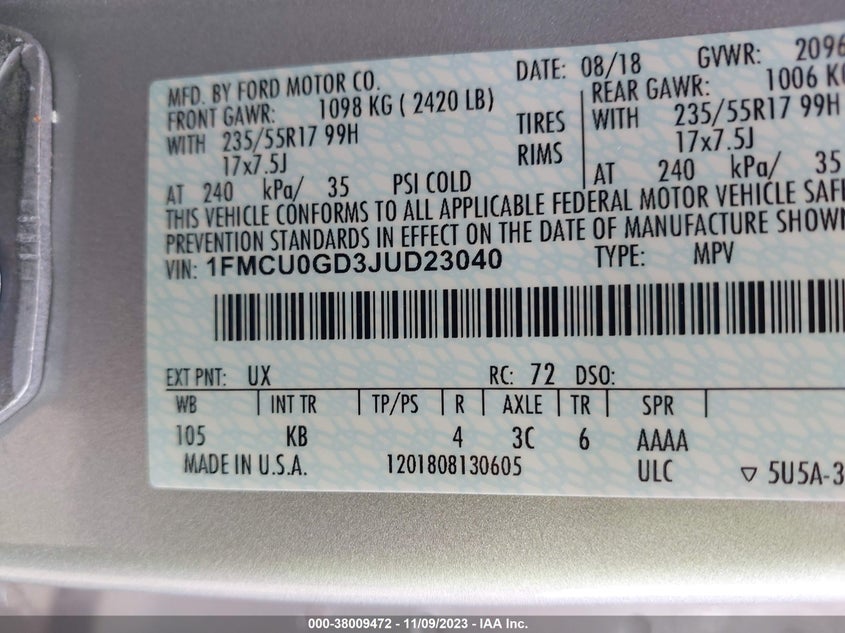 MFD. BY FORD MOTOR CO. DATE: 08/18 GVWR: 2096
FRONT GAWR: 1098 KG ( 2420 LB) REAR GAWR: 1006 KG
WITH 235/55R17 99H TIRES WITH 235/55R17 99H
17x7.5J RIMS 17x7.5J
AT 240 kPa/ 35 PSI COLD AT 240 kPa/ 35
THIS VEHICLE CONFORMS TO ALL APPLICABLE FEDERAL MOTOR VEHICLE SAFE
PREVENTION STANDARDS IN EFFECT ON THE DATE OF MANUFACTURE SHOWN
VIN: 1FMCU0GD3JUD23040 TYPE: MPV
EXT PNT: UX RC: 72 DSO:
WB INT TR TP/PS R AXLE TR SPR
105 KB 4 3C 6 AAAA
MADE IN U.S.A. 1201808130605 ULC ▽ 5U5A-3
000-38009472 - 11/09/2023 - IAA Inc.